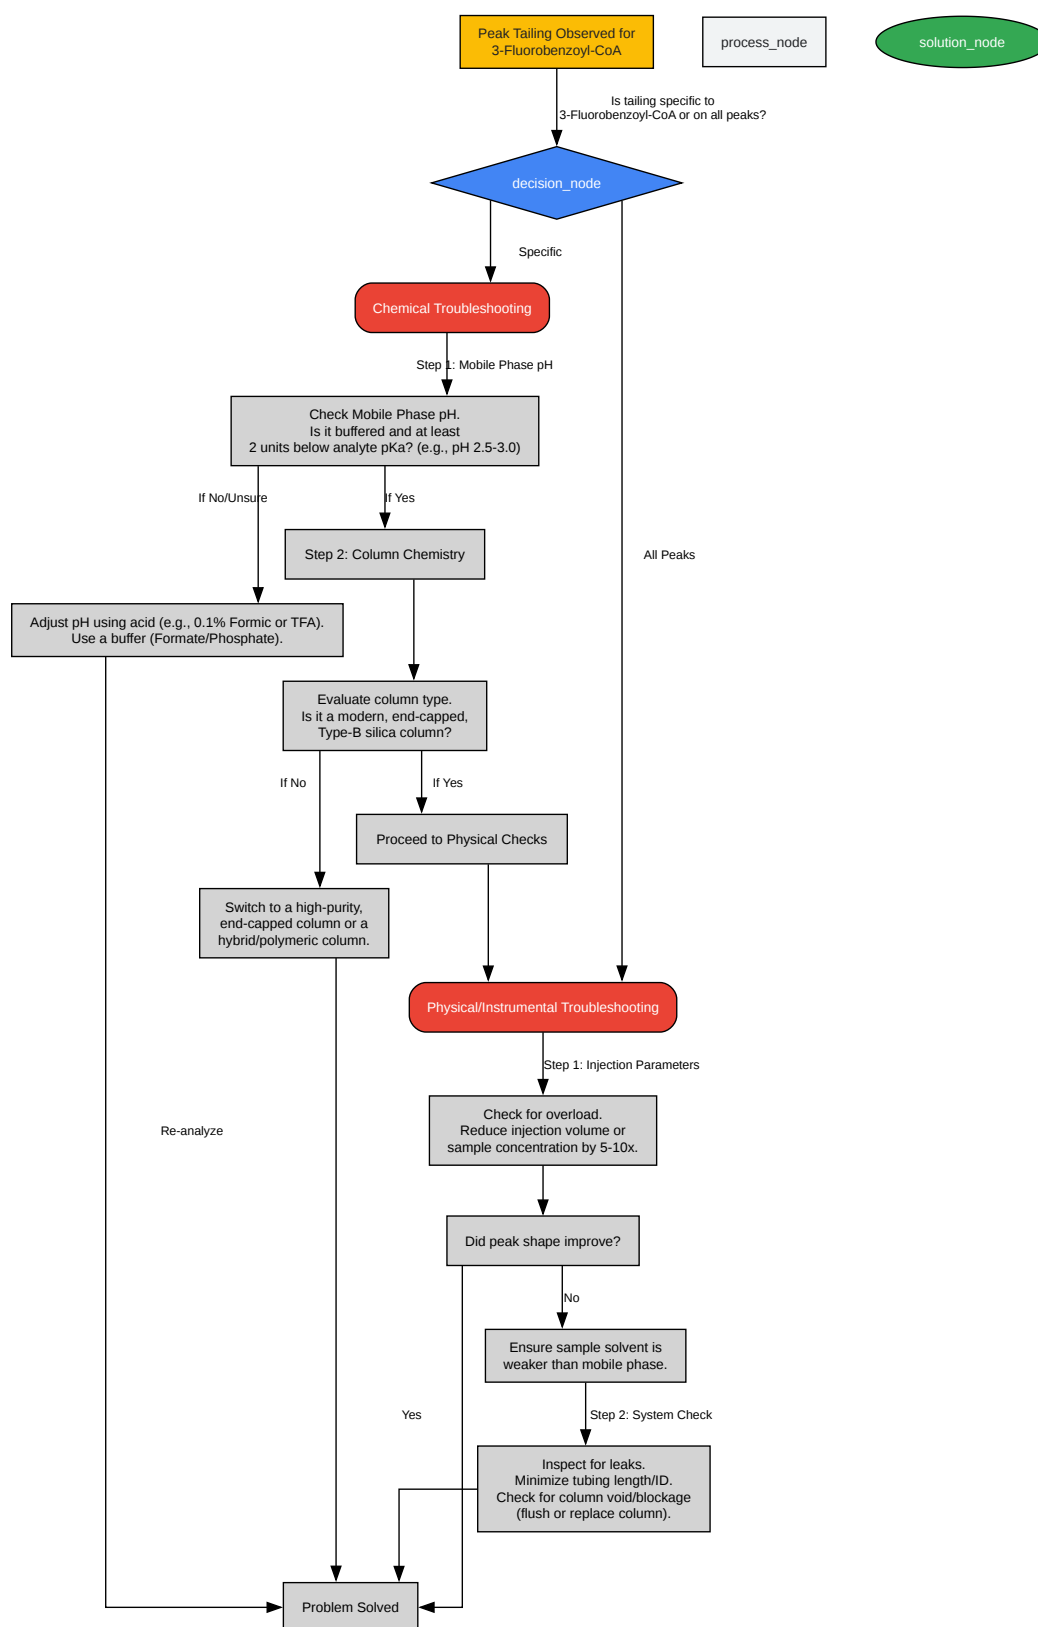 Peak Tailing Observed for
3-Fluorobenzoyl-CoA
process_node
solution_node
Is tailing specific to
3-Fluorobenzoyl-CoA or on all peaks?
decision_node
Specific
Chemical Troubleshooting
Step 1: Mobile Phase pH
Check Mobile Phase pH.
Is it buffered and at least
2 units below analyte pKa? (e.g., pH 2.5-3.0)
If No/Unsure
If Yes
Step 2: Column Chemistry
All Peaks
Adjust pH using acid (e.g., 0.1% Formic or TFA).
Use a buffer (Formate/Phosphate).
Evaluate column type.
Is it a modern, end-capped,
Type-B silica column?
If No
If Yes
Proceed to Physical Checks
Switch to a high-purity,
end-capped column or a
hybrid/polymeric column.
Physical/Instrumental Troubleshooting
Step 1: Injection Parameters
Check for overload.
Reduce injection volume or
sample concentration by 5-10x.
Re-analyze
Did peak shape improve?
No
Ensure sample solvent is
weaker than mobile phase.
Yes
Step 2: System Check
Inspect for leaks.
Minimize tubing length/ID.
Check for column void/blockage
(flush or replace column).
Problem Solved